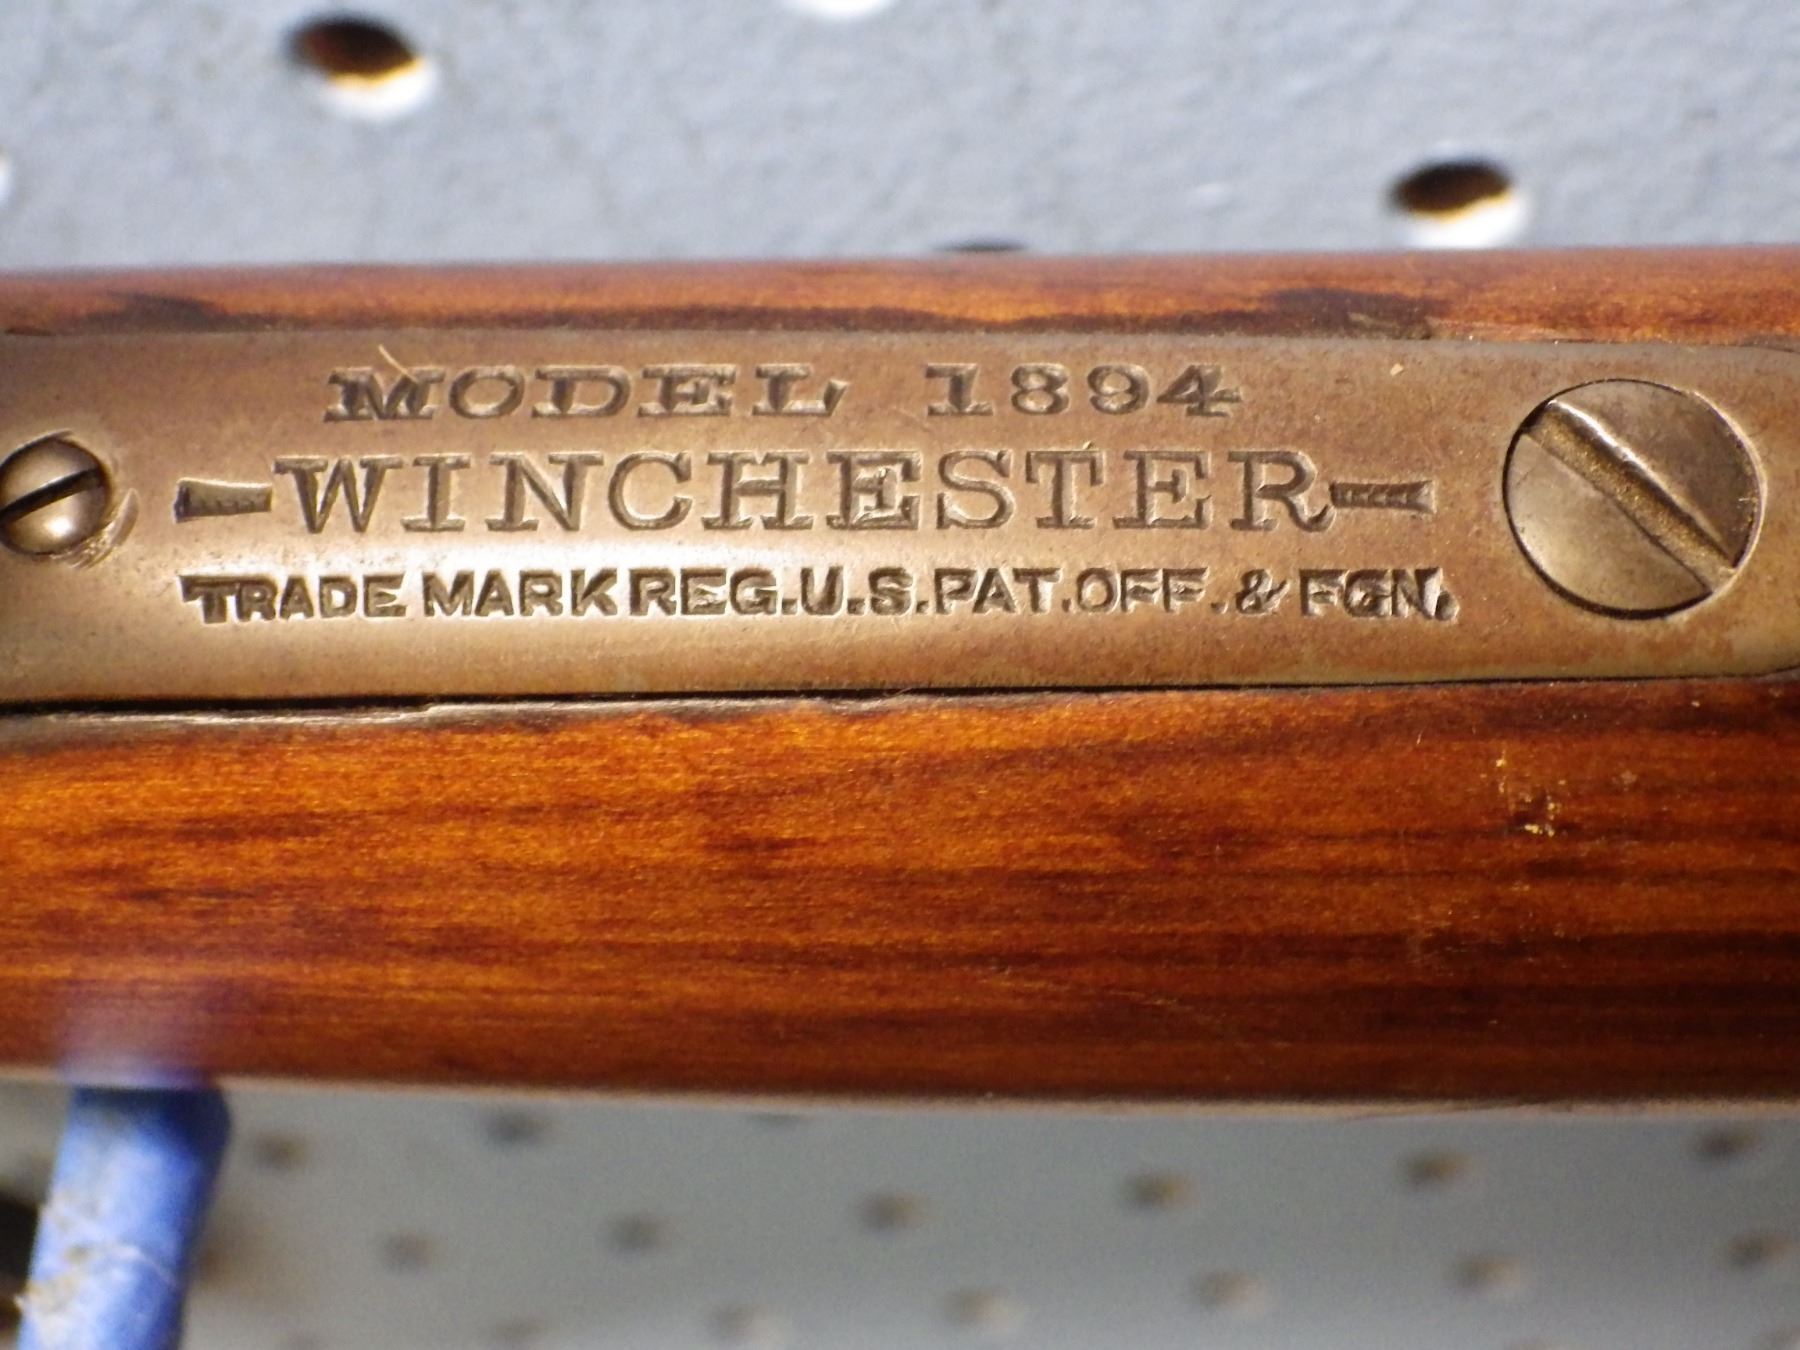 MODEL 1894
-WINCHESTER-
TRADE MARK REG.U.S.PAT.OFF.& FGN.